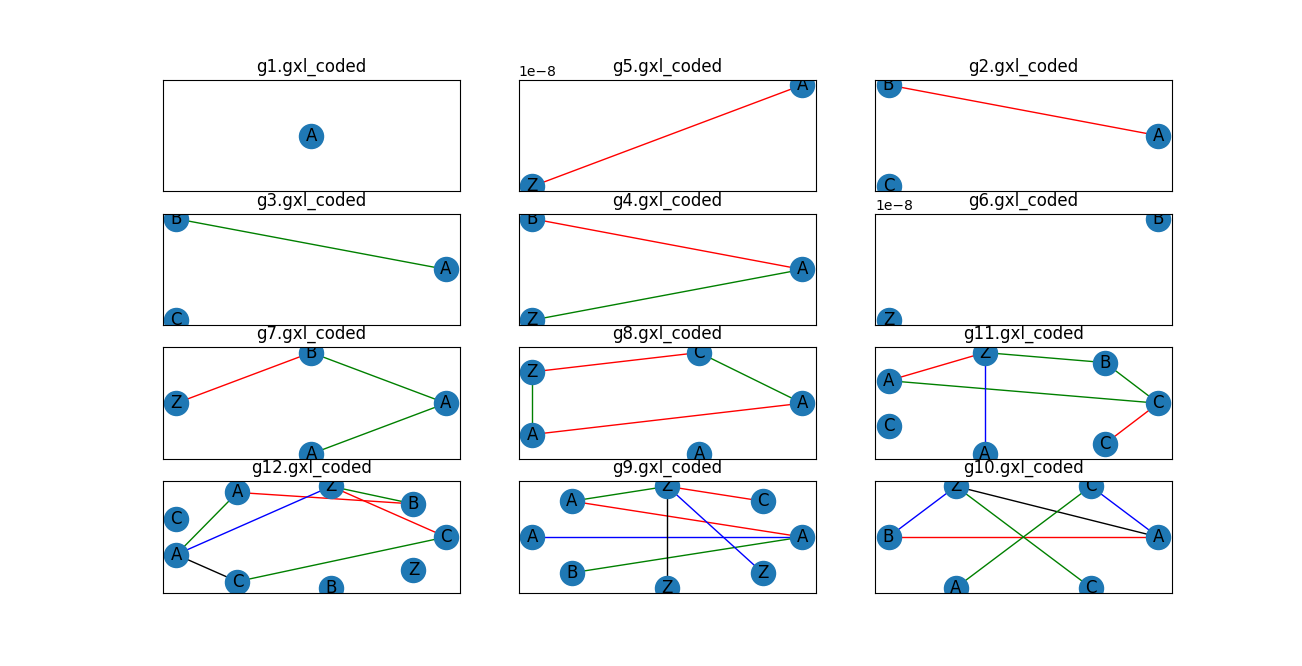 g1.gxl_coded
A
1e−8
g5.gxl_coded
A
Z
g2.gxl_coded
B
A
C
g3.gxl_coded
B
A
C
g4.gxl_coded
B
A
Z
1e−8
g6.gxl_coded
B
Z
g7.gxl_coded
B
Z
A
A
g8.gxl_coded
C
Z
A
A
A
g11.gxl_coded
Z
B
A
C
C
C
A
g12.gxl_coded
Z
A
B
C
C
A
Z
C
B
g9.gxl_coded
Z
A
C
A
A
B
Z
Z
g10.gxl_coded
Z
C
B
A
A
C